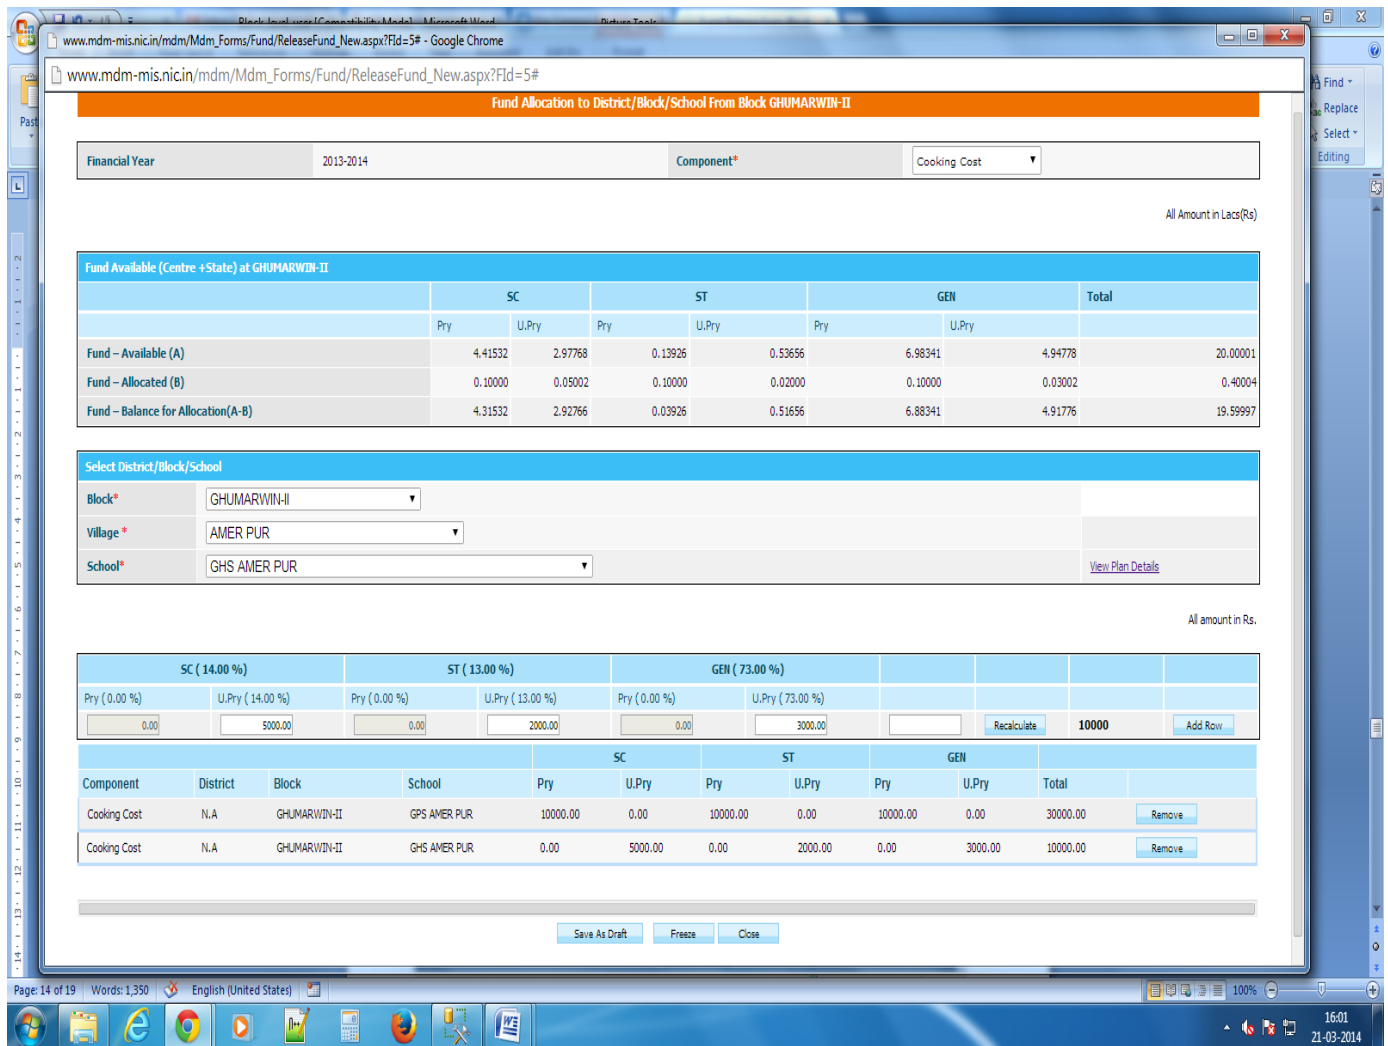 Block level user [Compatibility Mode] - Microsoft Word
Picture Tools
www.mdm-mis.nic.in/mdm/Mdm_Forms/Fund/ReleaseFund_New.aspx?FId=5# - Google Chrome
www.mdm-mis.nic.in/mdm/Mdm_Forms/Fund/ReleaseFund_New.aspx?FId=5#
Find
Replace
Select
Editing
Past
Fund Allocation to District/Block/School From Block GHUMARWIN-II
Financial Year 2013-2014 Component* Cooking Cost
All Amount in Lacs(Rs)
Fund Available (Centre +State) at GHUMARWIN-II
SC ST GEN Total
Pry U.Pry Pry U.Pry Pry U.Pry
Fund – Available (A) 4.41532 2.97768 0.13926 0.53656 6.98341 4.94778 20.00001
Fund – Allocated (B) 0.10000 0.05002 0.10000 0.02000 0.10000 0.03002 0.40004
Fund – Balance for Allocation(A-B) 4.31532 2.92766 0.03926 0.51656 6.88341 4.91776 19.59997
Select District/Block/School
Block* GHUMARWIN-II
Village * AMER PUR
School* GHS AMER PUR View Plan Details
All amount in Rs.
SC ( 14.00 %) ST ( 13.00 %) GEN ( 73.00 %)
Pry ( 0.00 %) U.Pry ( 14.00 %) Pry ( 0.00 %) U.Pry ( 13.00 %) Pry ( 0.00 %) U.Pry ( 73.00 %)
0.00 5000.00 0.00 2000.00 0.00 3000.00 Recalculate 10000 Add Row
SC ST GEN
Component District Block School Pry U.Pry Pry U.Pry Pry U.Pry Total
Cooking Cost N.A GHUMARWIN-II GPS AMER PUR 10000.00 0.00 10000.00 0.00 10000.00 0.00 30000.00 Remove
Cooking Cost N.A GHUMARWIN-II GHS AMER PUR 0.00 5000.00 0.00 2000.00 0.00 3000.00 10000.00 Remove
Save As Draft Freeze Close
Page: 14 of 19 Words: 1,350 English (United States) 100%
16:01
21-03-2014